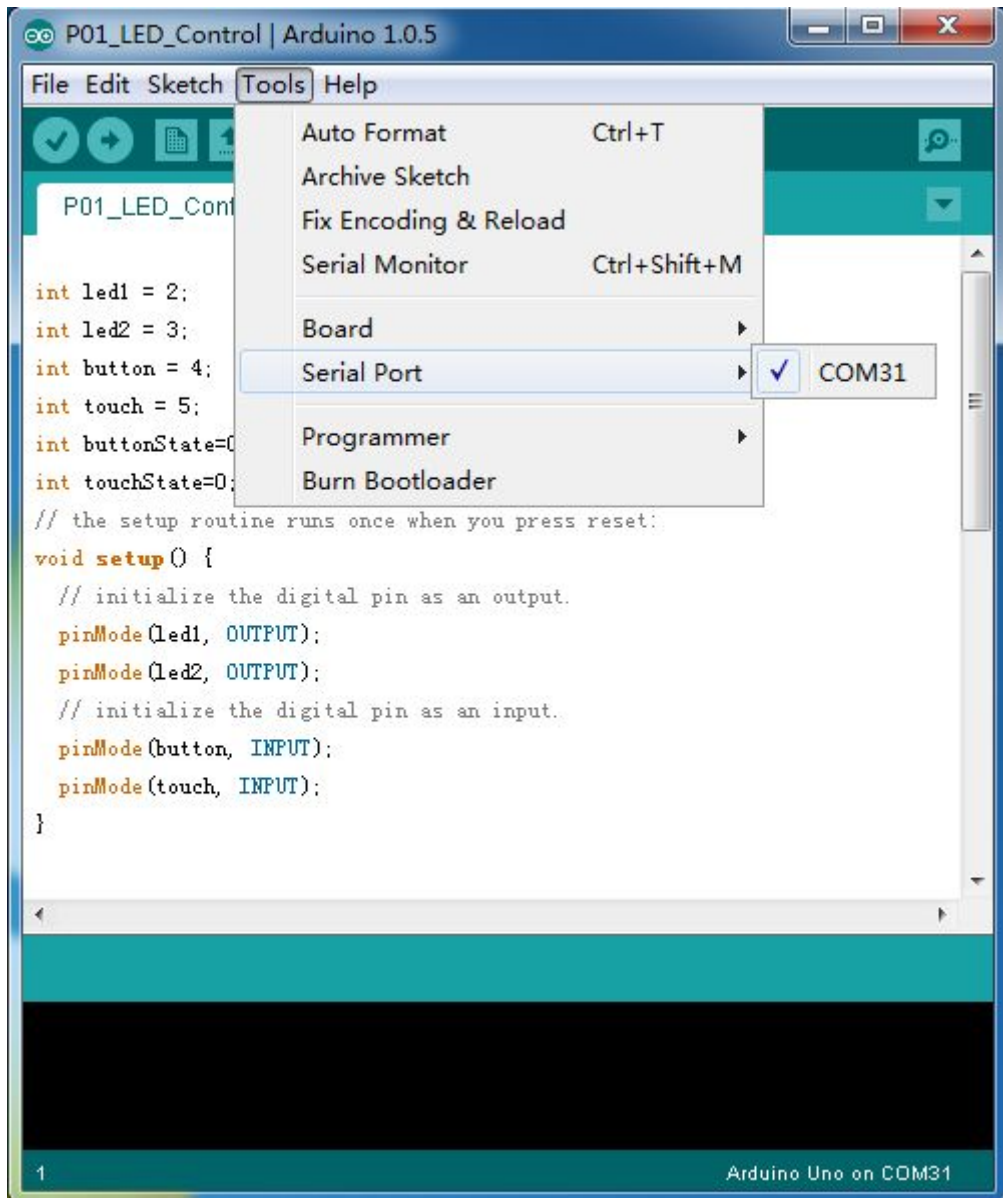 P01_LED_Control | Arduino 1.0.5
File Edit Sketch Tools Help
Auto Format Ctrl+T
Archive Sketch
Fix Encoding & Reload
Serial Monitor Ctrl+Shift+M
Board
Serial Port
COM31
Programmer
Burn Bootloader
P01_LED_Cont
int led1 = 2;
int led2 = 3;
int button = 4;
int touch = 5;
int buttonState=0
int touchState=0;
// the setup routine runs once when you press reset:
void setup() {
// initialize the digital pin as an output.
pinMode(led1, OUTPUT);
pinMode(led2, OUTPUT);
// initialize the digital pin as an input.
pinMode(button, INPUT);
pinMode(touch, INPUT);
}
1
Arduino Uno on COM31